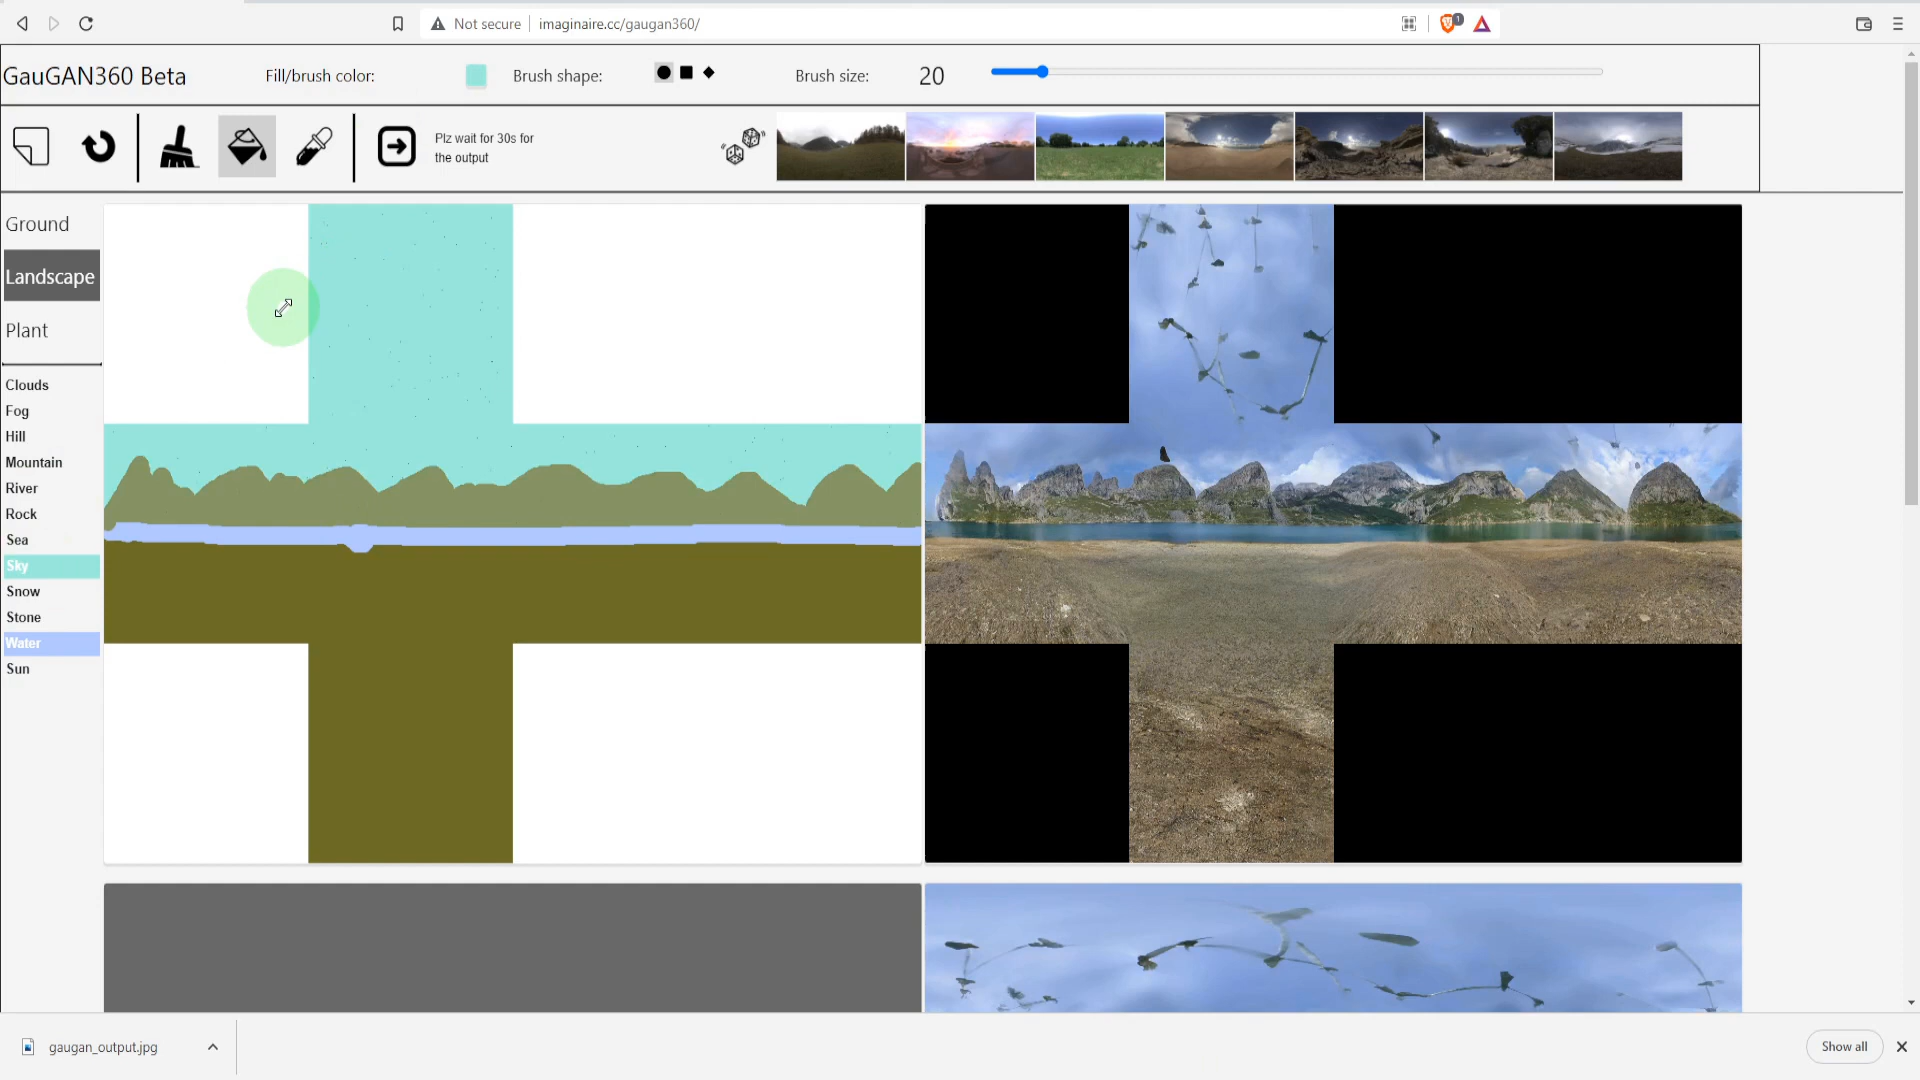 Not secure
imaginaire.cc/gaugan360/
1
GauGAN360 Beta
Fill/brush color:
Brush shape:
Brush size:
20
Plz wait for 30s for
the output
Ground
Landscape
Plant
Clouds
Fog
Hill
Mountain
River
Rock
Sea
Sky
Snow
Stone
Water
Sun
gaugan_output.jpg
Show all